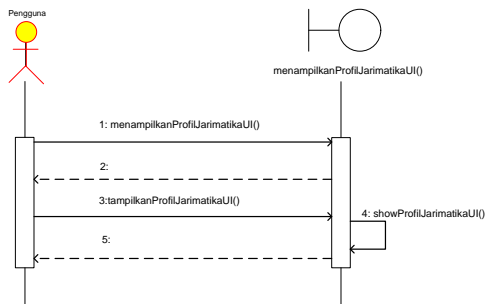 Pengguna
menampilkanProfilJarimatikaUI()
1: menampilkanProfilJarimatikaUI()
2:
3:tampilkanProfilJarimatikaUI()
4: showProfilJarimatikaUI()
5: